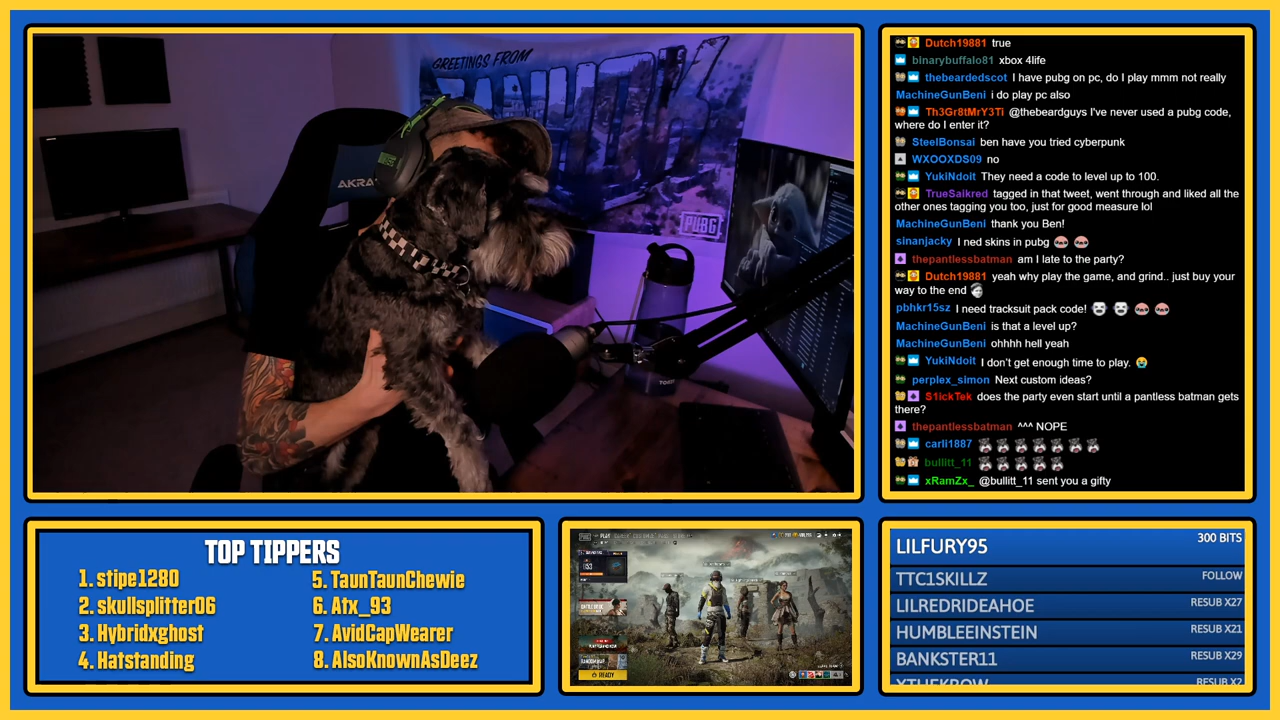 GREETINGS FROM
AKRA
PUBG
Dutch19881 true
binarybuffalo81 xbox 4life
thebeardedscot I have pubg on pc, do I play mmm not really
MachineGunBeni i do play pc also
Th3Gr8tMrY3Ti @thebeardguys I've never used a pubg code,
where do I enter it?
SteelBonsai ben have you tried cyberpunk
WXOOXDS09 no
YukiNdoit They need a code to level up to 100.
TrueSaikred tagged in that tweet, went through and liked all the
other ones tagging you too, just for good measure lol
MachineGunBeni thank you Ben!
sinanjacky I ned skins in pubg
thepantlessbatman am I late to the party?
Dutch19881 yeah why play the game, and grind.. just buy your
way to the end
pbhkr15sz I need tracksuit pack code!
MachineGunBeni is that a level up?
MachineGunBeni ohhhh hell yeah
YukiNdoit I don't get enough time to play.
perplex_simon Next custom ideas?
S1ickTek does the party even start until a pantless batman gets
there?
thepantlessbatman ^^^ NOPE
carli1887
bullitt_11
xRamZx_ @bullitt_11 sent you a gifty
TOP TIPPERS
1. stipe1280
2. skullsplitter06
3. Hybridxghost
4. Hatstanding
5. TaunTaunChewie
6. Atx_93
7. AvidCapWearer
8. AlsoKnownAsDeez
PLAY
READY
LILFURY95 300 BITS
TTC1SKILLZ FOLLOW
LILREDRIDEAHOE RESUB X27
HUMBLEEINSTEIN RESUB X21
BANKSTER11 RESUB X29